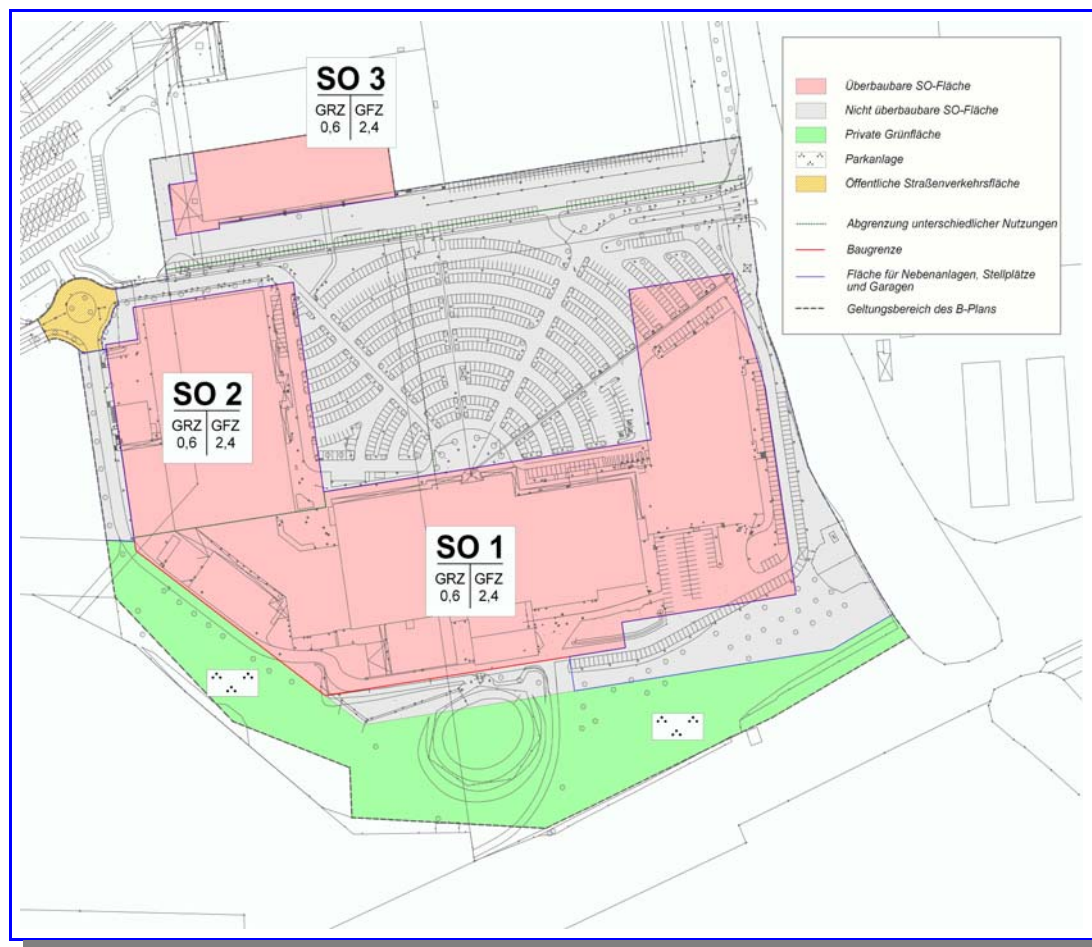 SO 3
GRZ GFZ
0,6 2,4
Überbaubare SO-Fläche
Nicht überbaubare SO-Fläche
Private Grünfläche
Parkanlage
Öffentliche Straßenverkehrsfläche
Abgrenzung unterschiedlicher Nutzungen
Baugrenze
Fläche für Nebenanlagen, Stellplätze
und Garagen
Geltungsbereich des B-Plans
SO 2
GRZ GFZ
0,6 2,4
SO 1
GRZ GFZ
0,6 2,4